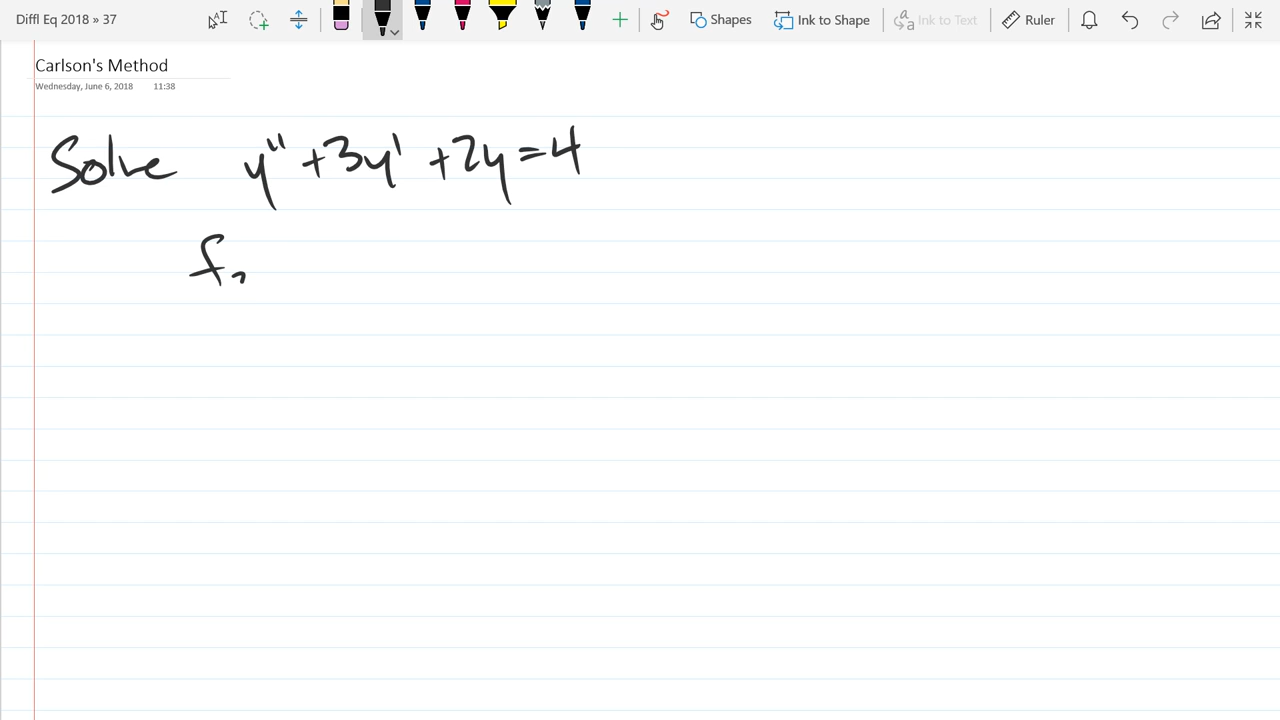 Diffl Eq 2018 » 37
Shapes
Ink to Shape
Ink to Text
Ruler
Carlson's Method
Wednesday, June 6, 2018 11:38
Solve y'' + 3y' + 2y = 4